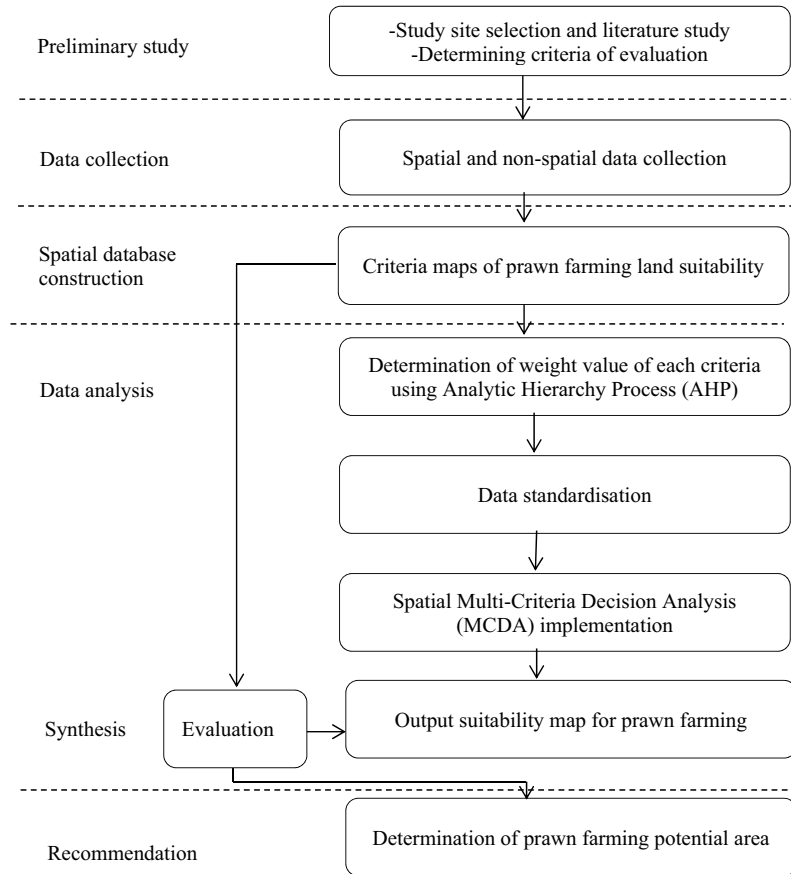 Preliminary study
-Study site selection and literature study
-Determining criteria of evaluation
Data collection
Spatial and non-spatial data collection
Spatial database
construction
Criteria maps of prawn farming land suitability
Data analysis
Determination of weight value of each criteria
using Analytic Hierarchy Process (AHP)
Data standardisation
Spatial Multi-Criteria Decision Analysis
(MCDA) implementation
Synthesis
Evaluation
Output suitability map for prawn farming
Recommendation
Determination of prawn farming potential area